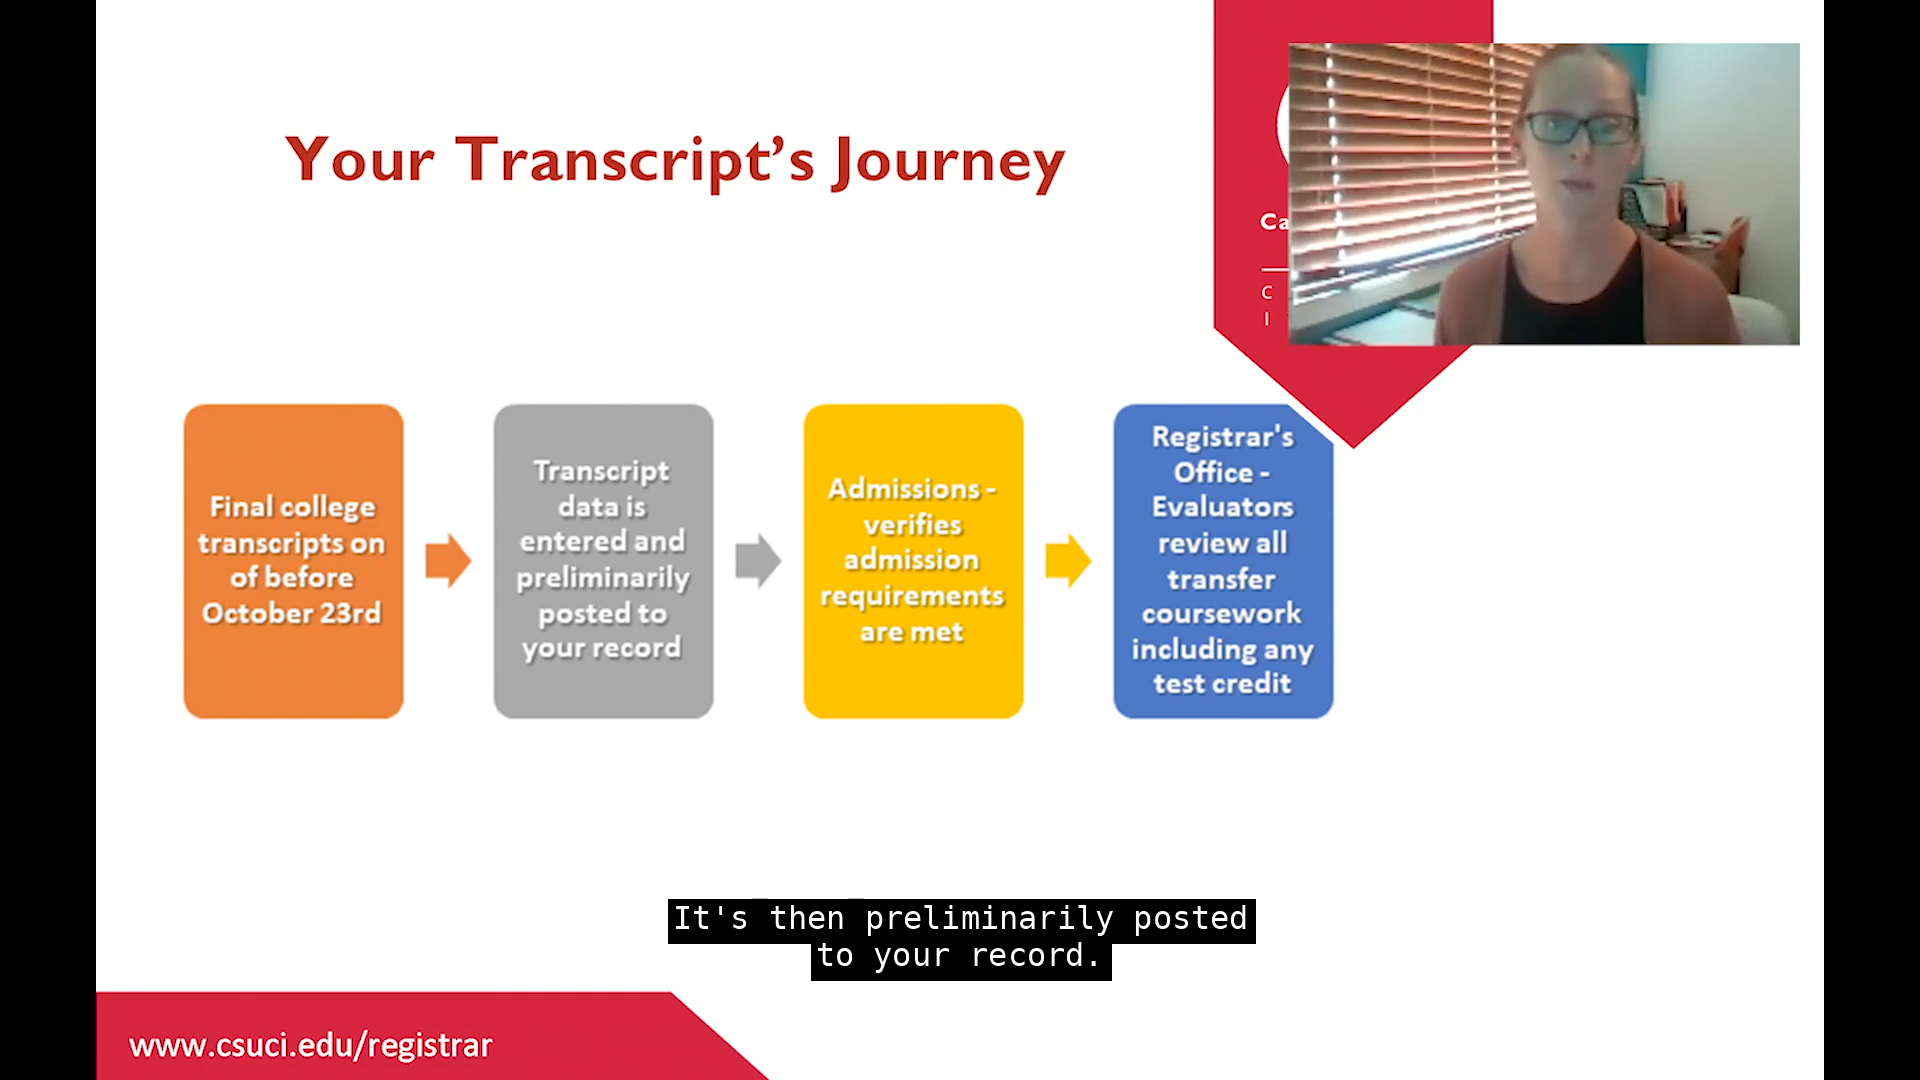 Your Transcript's Journey
Ca
C
I
Final college
transcripts on
of before
October 23rd
Transcript
data is
entered and
preliminarily
posted to
your record
Admissions -
verifies
admission
requirements
are met
Registrar's
Office -
Evaluators
review all
transfer
coursework
including any
test credit
It's then preliminarily posted
to your record.
www.csuci.edu/registrar